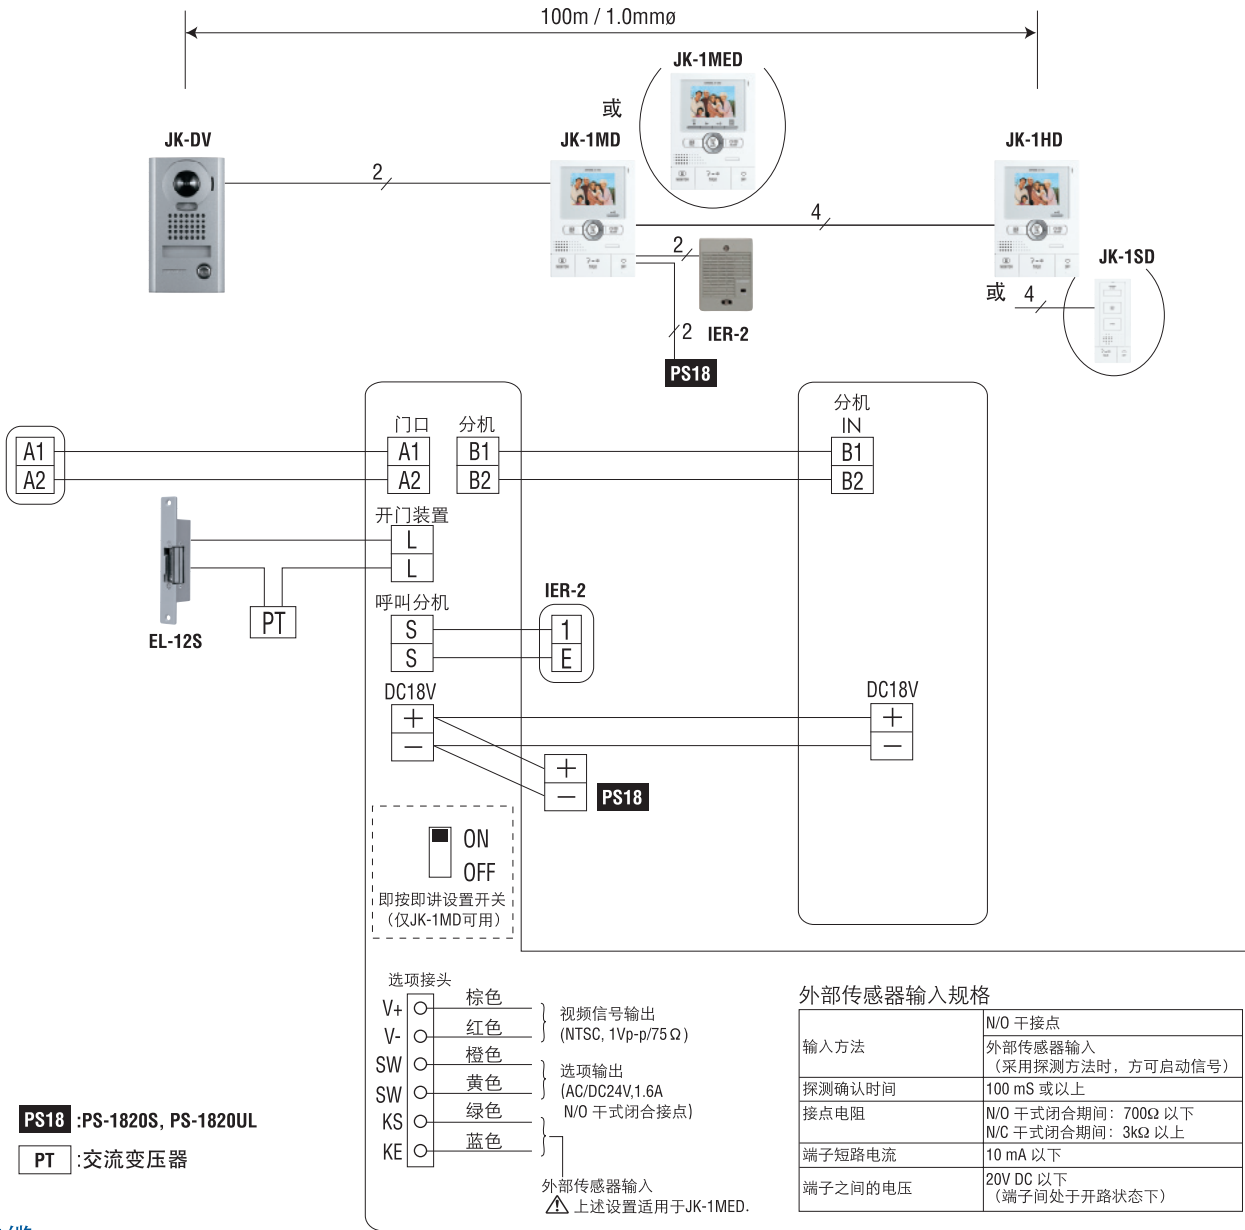 100m / 1.0mmø
JK-1MED
或
JK-DV
JK-1MD
JK-1HD
2
4
2
JK-1SD
或
4
2
IER-2
PS18
门口
分机
分机
IN
A1
A1
B1
B1
A2
A2
B2
B2
开门装置
L
L
呼叫分机
IER-2
PT
S
1
EL-12S
S
E
DC18V
DC18V
+
+
−
−
+
−
PS18
ON
OFF
即按即讲设置开关
（仅JK-1MD可用）
选项接头
V+
棕色
V-
红色
SW
橙色
SW
黄色
KS
绿色
KE
蓝色
视频信号输出
(NTSC, 1Vp-p/75Ω)
选项输出
(AC/DC24V,1.6A
N/O 干式闭合接点)
外部传感器输入
上述设置适用于JK-1MED.
外部传感器输入规格
输入方法
N/O 干接点
外部传感器输入
（采用探测方法时，方可启动信号）
探测确认时间
100 mS 或以上
接点电阻
N/O 干式闭合期间：700Ω 以下
N/C 干式闭合期间：3kΩ 以上
端子短路电流
10 mA 以下
端子之间的电压
20V DC 以下
（端子间处于开路状态下）
PS18 :PS-1820S, PS-1820UL
PT :交流变压器